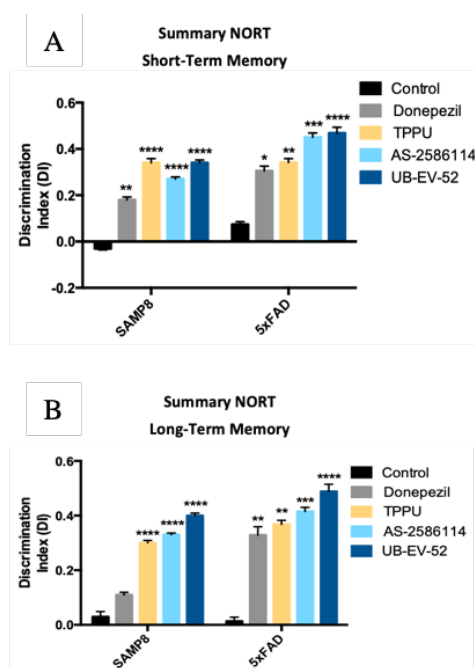 A
Summary NORT
Short-Term Memory
Control
Donepezil
TPPU
AS-2586114
UB-EV-52
Discrimination
Index (DI)
0.6
0.4
0.2
0.0
-0.2
** **** **** ****
* ** *** ****
SAMP8 5xFAD
B
Summary NORT
Long-Term Memory
Control
Donepezil
TPPU
AS-2586114
UB-EV-52
Discrimination
Index (DI)
0.6
0.4
0.2
0.0
**** **** ****
** ** *** ****
SAMP8 5xFAD